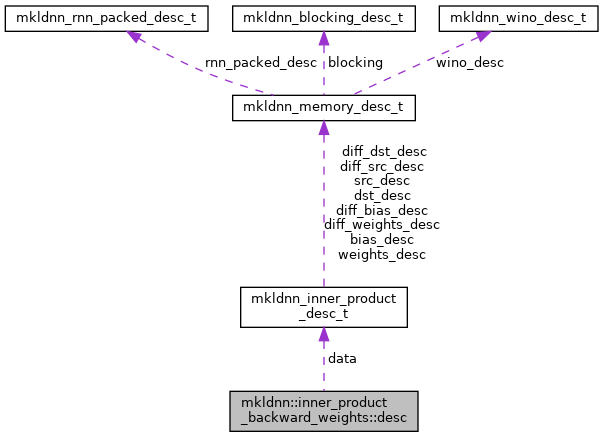 mkldnn_rnn_packed_desc_t
mkldnn_blocking_desc_t
mkldnn_wino_desc_t
rnn_packed_desc
blocking
wino_desc
mkldnn_memory_desc_t
diff_dst_desc
diff_src_desc
src_desc
dst_desc
diff_bias_desc
diff_weights_desc
bias_desc
weights_desc
mkldnn_inner_product
_desc_t
data
mkldnn::inner_product
_backward_weights::desc